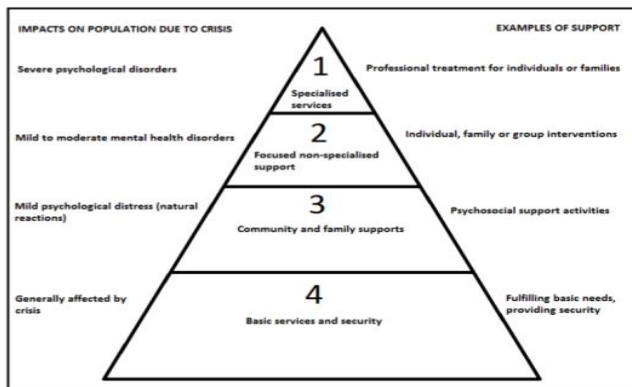 IMPACTS ON POPULATION DUE TO CRISIS
EXAMPLES OF SUPPORT
Severe psychological disorders
1
Specialised
services
Professional treatment for individuals or families
Mild to moderate mental health disorders
2
Focused non-specialised
support
Individual, family or group interventions
Mild psychological distress (natural
reactions)
3
Community and family supports
Psychosocial support activities
Generally affected by
crisis
4
Basic services and security
Fulfilling basic needs,
providing security